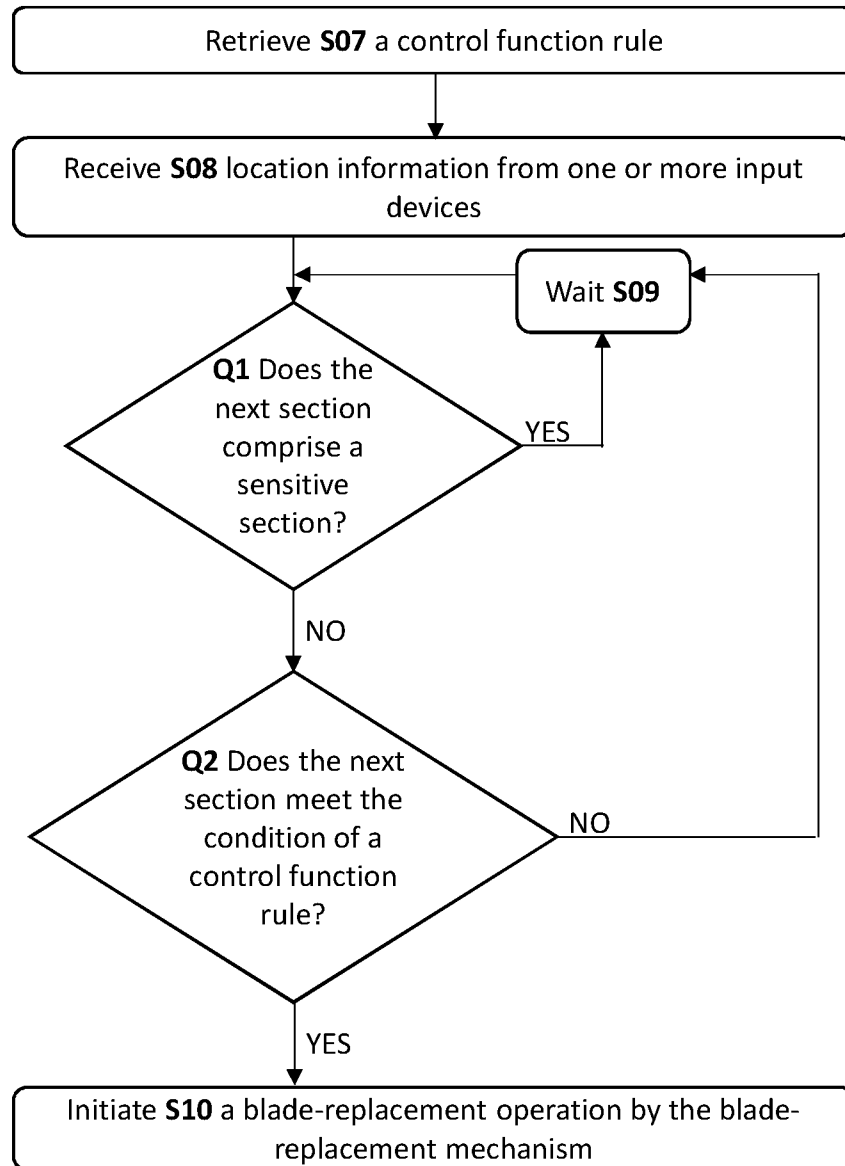 Retrieve S07 a control function rule
Receive S08 location information from one or more input
devices
Wait S09
Q1 Does the
next section
comprise a
sensitive
section?
YES
NO
Q2 Does the next
section meet the
condition of a
control function
rule?
NO
YES
Initiate S10 a blade-replacement operation by the blade-
replacement mechanism